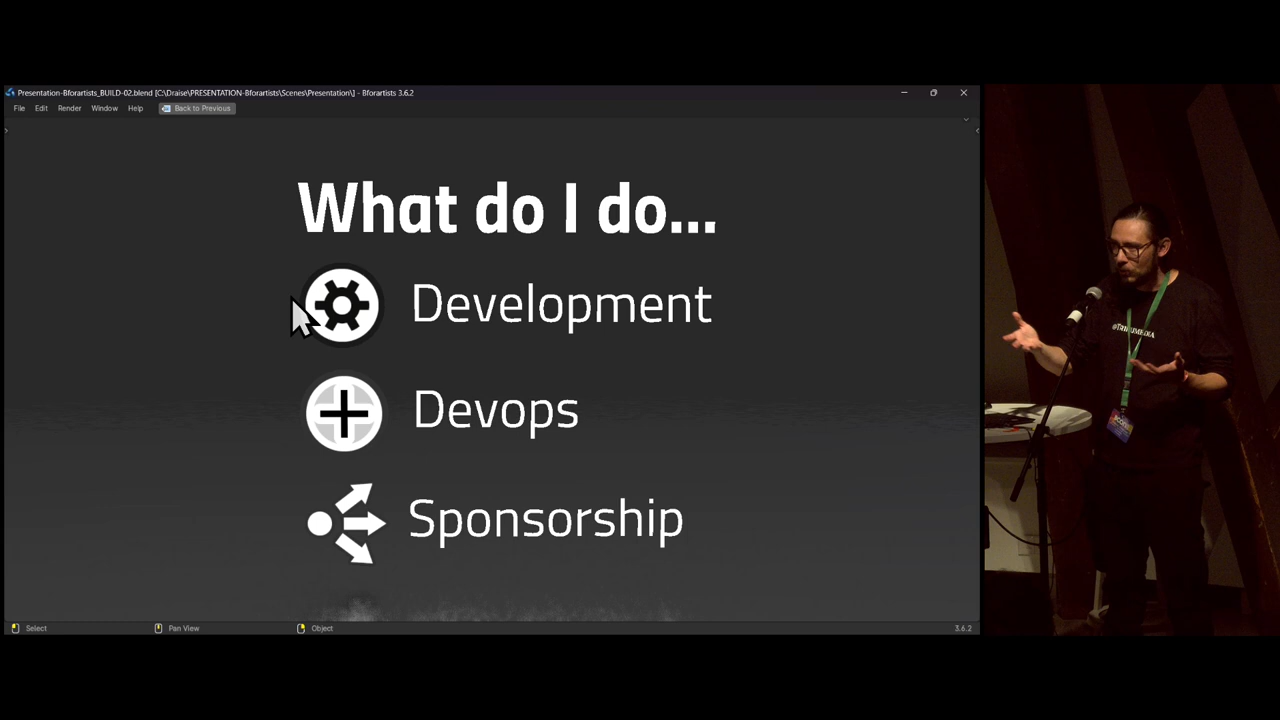 Presentation-Bforartists_BUILD-02.blend [C:\Draise\PRESENTATION-Bforartists\Scenes\Presentation\] - Bforartists 3.6.2
File Edit Render Window Help Back to Previous
What do I do...
Development
Devops
Sponsorship
Select Pan View Object 3.6.2